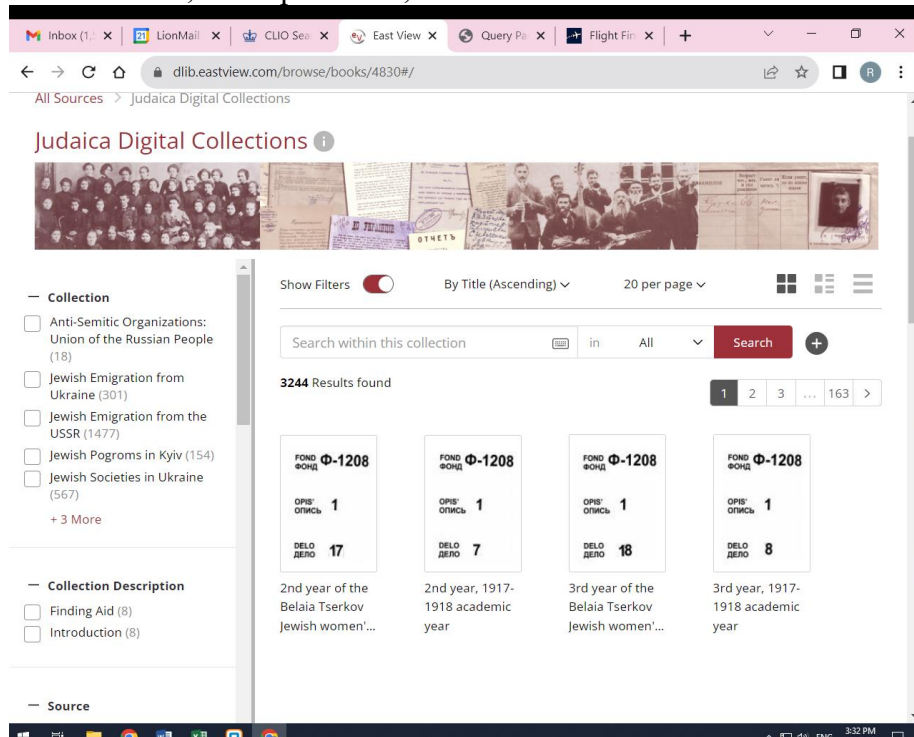 Inbox (1,
LionMail
CLIO Sea
East View
Query Pa
Flight Fin
dlib.eastview.com/browse/books/4830#/
All Sources > Judaica Digital Collections
Judaica Digital Collections
ОТЧЕТЪ
Show Filters
By Title (Ascending)
20 per page
— Collection
Anti-Semitic Organizations:
Union of the Russian People
(18)
Jewish Emigration from
Ukraine (301)
Jewish Emigration from the
USSR (1477)
Jewish Pogroms in Kyiv (154)
Jewish Societies in Ukraine
(567)
+ 3 More
— Collection Description
Finding Aid (8)
Introduction (8)
— Source
Search within this collection
in
All
Search
3244 Results found
1 2 3 ... 163 >
FOND
ФОНД Ф-1208
OPIS'
ОПИСЬ 1
DELO
ДЕЛО 17
2nd year of the
Belaia Tserkov
Jewish women'...
FOND
ФОНД Ф-1208
OPIS'
ОПИСЬ 1
DELO
ДЕЛО 7
2nd year, 1917-
1918 academic
year
FOND
ФОНД Ф-1208
OPIS'
ОПИСЬ 1
DELO
ДЕЛО 18
3rd year of the
Belaia Tserkov
Jewish women'...
FOND
ФОНД Ф-1208
OPIS'
ОПИСЬ 1
DELO
ДЕЛО 8
3rd year, 1917-
1918 academic
year
ENG
3:32 PM